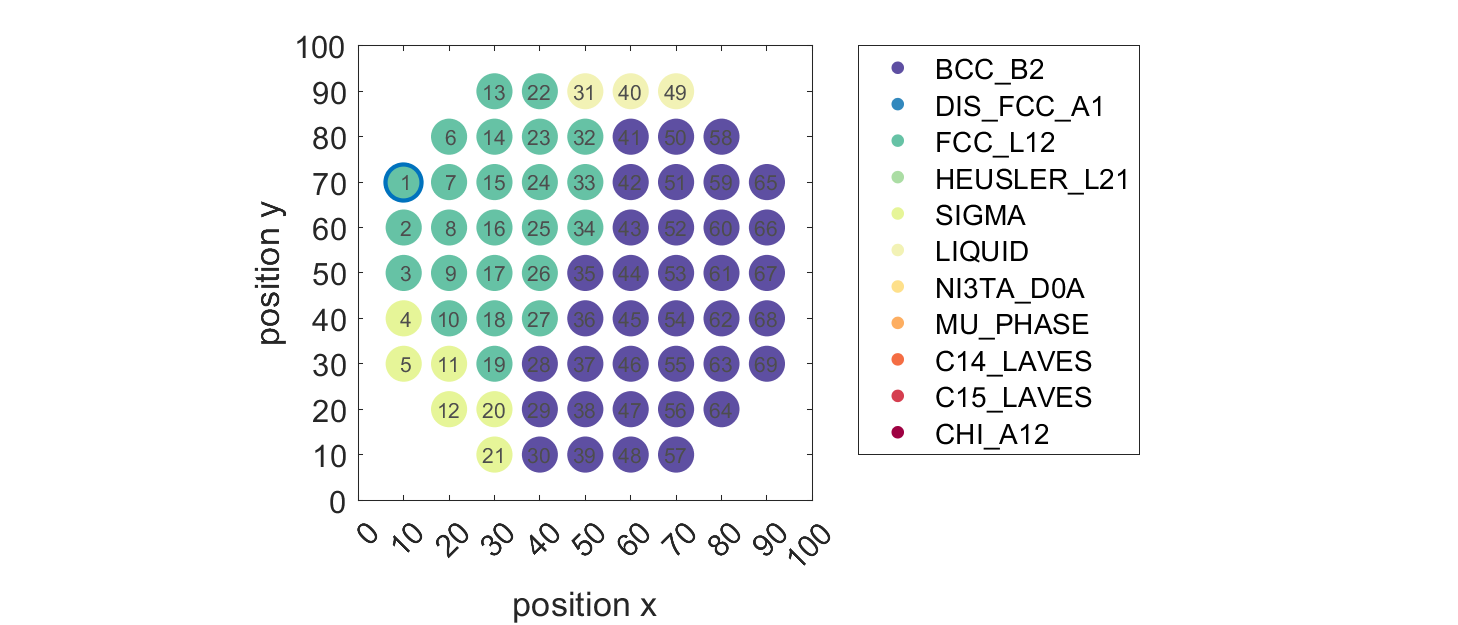 100
90
80
70
60
50
40
30
20
10
0
position y
13 22 31 40 49
6 14 23 32 41 50 58
1 7 15 24 33 42 51 59 65
2 8 16 25 34 43 52 60 66
3 9 17 26 35 44 53 61 67
4 10 18 27 36 45 54 62 68
5 11 19 28 37 46 55 63 69
12 20 29 38 47 56 64
21 30 39 48 57
0 10 20 30 40 50 60 70 80 90 100
position x
BCC_B2
DIS_FCC_A1
FCC_L12
HEUSLER_L21
SIGMA
LIQUID
NI3TA_D0A
MU_PHASE
C14_LAVES
C15_LAVES
CHI_A12